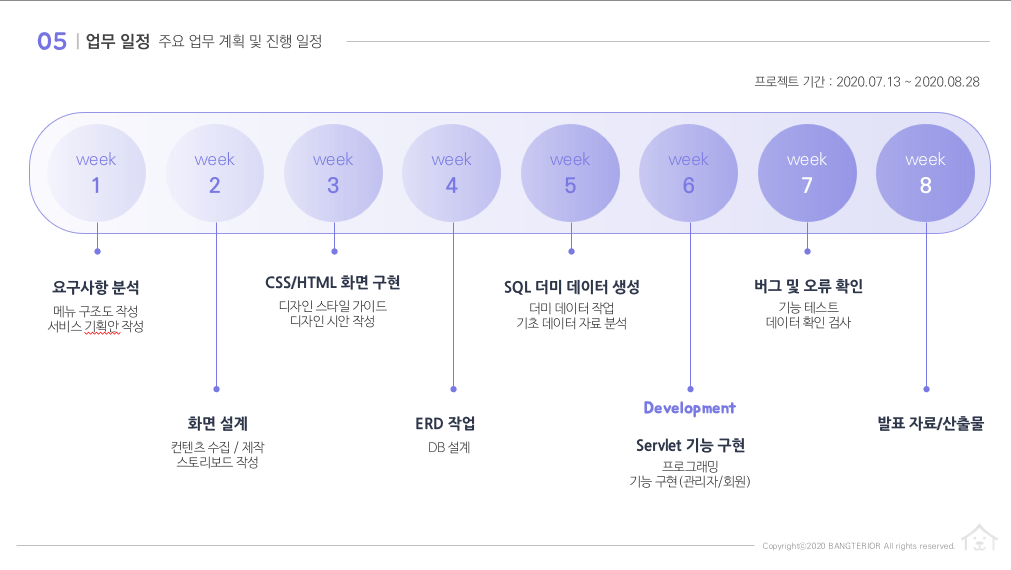 05 | 업무 일정 주요 업무 계획 및 진행 일정
프로젝트 기간 : 2020.07.13 ~ 2020.08.28
week
1
week
2
week
3
week
4
week
5
week
6
week
7
week
8
요구사항 분석
메뉴 구조도 작성
서비스 기획안 작성
화면 설계
컨텐츠 수집 / 제작
스토리보드 작성
CSS/HTML 화면 구현
디자인 스타일 가이드
디자인 시안 작성
ERD 작업
DB 설계
SQL 더미 데이터 생성
더미 데이터 작업
기초 데이터 자료 분석
Development
Servlet 기능 구현
프로그래밍
기능 구현(관리자/회원)
버그 및 오류 확인
기능 테스트
데이터 확인 검사
발표 자료/산출물
Copyrightⓒ2020 BANGTERIOR All rights reserved.